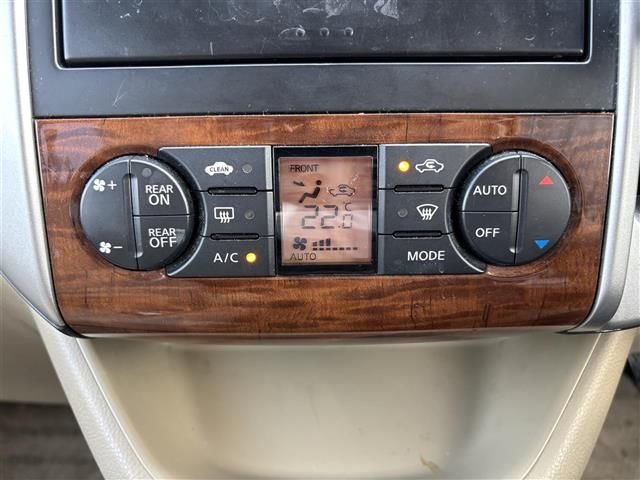 REAR
ON
REAR
OFF
CLEAN
A/C
FRONT
22.0
°C
AUTO
MODE
AUTO
OFF